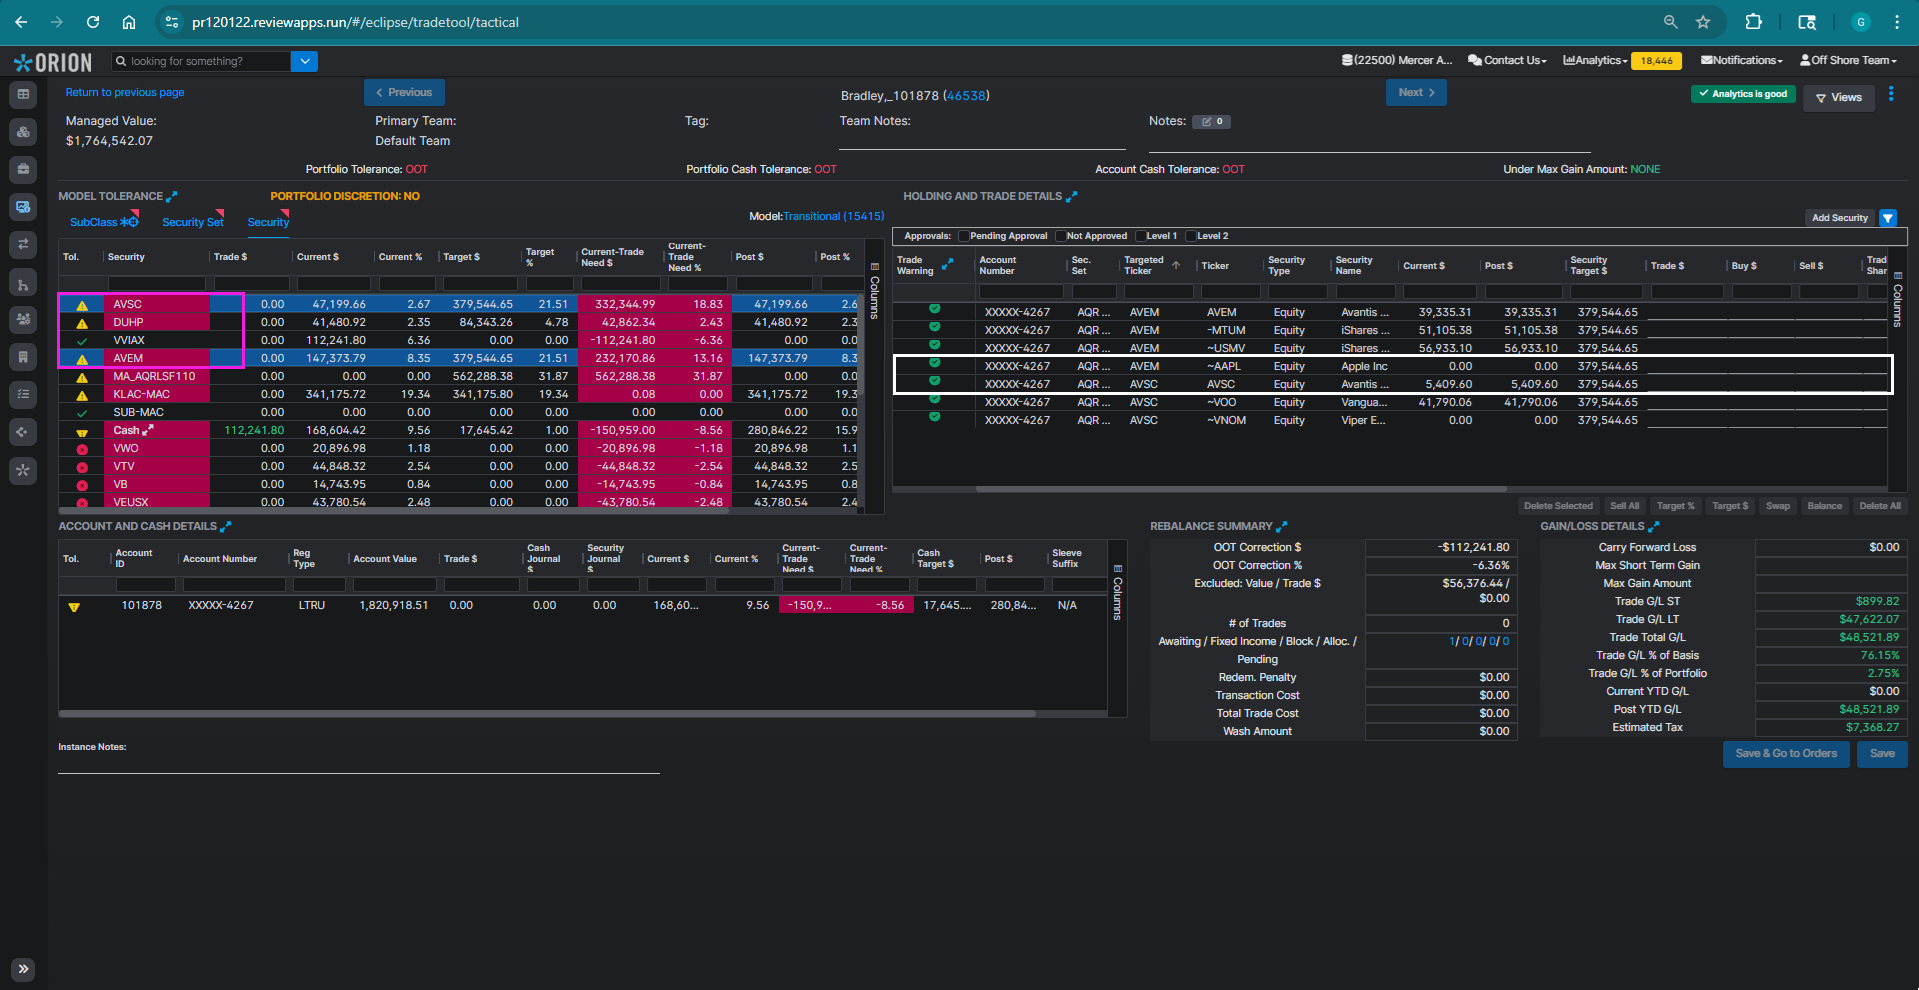 pr120122.reviewapps.run/#/eclipse/tradetool/tactical
G
ORION
looking for something?
(22500) Mercer A...
Contact Us
Analytics
18,446
Notifications
Off Shore Team
Return to previous page
Previous
Bradley,_101878 (46538)
Next
Analytics is good
Views
Managed Value:
$1,764,542.07
Primary Team:
Default Team
Tag:
Team Notes:
Notes: 0
Portfolio Tolerance: OOT
Portfolio Cash Tolerance: OOT
Account Cash Tolerance: OOT
Under Max Gain Amount: NONE
MODEL TOLERANCE
PORTFOLIO DISCRETION: NO
SubClass
Security Set
Security
Model:Transitional (15415)
Tol. Security Trade $ Current $ Current % Target $ Target % Current-Trade Need $ Current-Trade Need % Post $ Post %
AVSC 0.00 47,199.66 2.67 379,544.65 21.51 332,344.99 18.83 47,199.66 2.6
DUHP 0.00 41,480.92 2.35 84,343.26 4.78 42,862.34 2.43 41,480.92 2.3
VVIAX 0.00 112,241.80 6.36 0.00 0.00 -112,241.80 -6.36 0.00 0.0
AVEM 0.00 147,373.79 8.35 379,544.65 21.51 232,170.86 13.16 147,373.79 8.3
MA_AQRLSF110 0.00 0.00 0.00 562,288.38 31.87 562,288.38 31.87 0.00 0.0
KLAC-MAC 0.00 341,175.72 19.34 341,175.80 19.34 0.08 0.00 341,175.72 19.3
SUB-MAC 0.00 0.00 0.00 0.00 0.00 0.00 0.00 0.00 0.0
Cash 112,241.80 168,604.42 9.56 17,645.42 1.00 -150,959.00 -8.56 280,846.22 15.9
VWO 0.00 20,896.98 1.18 0.00 0.00 -20,896.98 -1.18 20,896.98 1.1
VTV 0.00 44,848.32 2.54 0.00 0.00 -44,848.32 -2.54 44,848.32 2.5
VB 0.00 14,743.95 0.84 0.00 0.00 -14,743.95 -0.84 14,743.95 0.8
VEUSX 0.00 43,780.54 2.48 0.00 0.00 -43,780.54 -2.48 43,780.54 2.4
Columns
HOLDING AND TRADE DETAILS
Add Security
Approvals: Pending Approval Not Approved Level 1 Level 2
Trade Warning Account Number Sec. Set Targeted Ticker Ticker Security Type Security Name Current $ Post $ Security Target $ Trade $ Buy $ Sell $ Trad Shar
XXXXX-4267 AQR ... AVEM AVEM Equity Avantis ... 39,335.31 39,335.31 379,544.65
XXXXX-4267 AQR ... AVEM ~MTUM Equity iShares ... 51,105.38 51,105.38 379,544.65
XXXXX-4267 AQR ... AVEM ~USMV Equity iShares ... 56,933.10 56,933.10 379,544.65
XXXXX-4267 AQR ... AVEM ~AAPL Equity Apple Inc 0.00 0.00 379,544.65
XXXXX-4267 AQR ... AVSC AVSC Equity Avantis ... 5,409.60 5,409.60 379,544.65
XXXXX-4267 AQR ... AVSC ~VOO Equity Vangua... 41,790.06 41,790.06 379,544.65
XXXXX-4267 AQR ... AVSC ~VNOM Equity Viper E... 0.00 0.00 379,544.65
Columns
Delete Selected Sell All Target % Target $ Swap Balance Delete All
ACCOUNT AND CASH DETAILS
Tol. Account ID Account Number Reg Type Account Value Trade $ Cash Journal $ Security Journal $ Current $ Current % Current-Trade Need $ Current-Trade Need % Cash Target $ Post $ Sleeve Suffix
101878 XXXXX-4267 LTRU 1,820,918.51 0.00 0.00 0.00 168,60... 9.56 -150,9... -8.56 17,645.... 280,84... N/A
Columns
Instance Notes:
REBALANCE SUMMARY
OOT Correction $ -$112,241.80
OOT Correction % -6.36%
Excluded: Value / Trade $ $56,376.44 / $0.00
# of Trades 0
Awaiting / Fixed Income / Block / Alloc. / Pending 1/ 0/ 0/ 0/ 0
Redem. Penalty $0.00
Transaction Cost $0.00
Total Trade Cost $0.00
Wash Amount $0.00
GAIN/LOSS DETAILS
Carry Forward Loss $0.00
Max Short Term Gain
Max Gain Amount
Trade G/L ST $899.82
Trade G/L LT $47,622.07
Trade Total G/L $48,521.89
Trade G/L % of Basis 76.15%
Trade G/L % of Portfolio 2.75%
Current YTD G/L $0.00
Post YTD G/L $48,521.89
Estimated Tax $7,368.27
Save & Go to Orders
Save